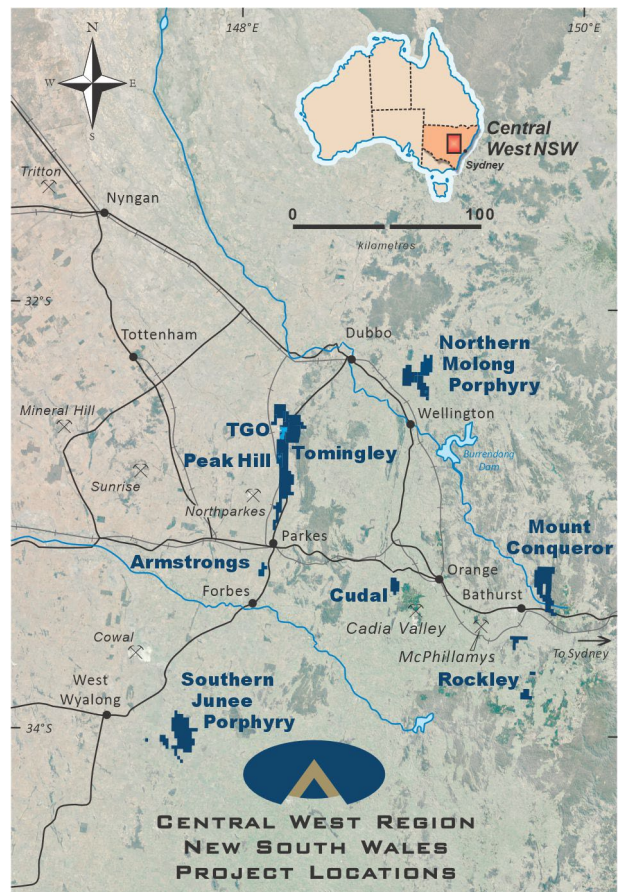 148°E
150°E
N
W
E
S
Central
West NSW
Sydney
0
100
kilometres
Tritton
Nyngan
32°S
Tottenham
Dubbo
Northern
Molong
Porphyry
Mineral Hill
Wellington
TGO
Tomingley
Peak Hill
Burrendong
Dam
Sunrise
Northparkes
Mount
Conqueror
Parkes
Armstrongs
Orange
Forbes
Cudal
Bathurst
Cadia Valley
Cowal
McPhillamys
To Sydney
West
Wyalong
Southern
Junee
Porphyry
Rockley
34°S
Central West Region
New South Wales
Project Locations